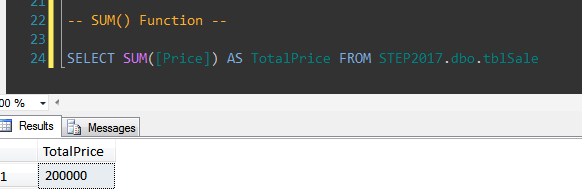 21
22 -- SUM() Function --
23
24 SELECT SUM([Price]) AS TotalPrice FROM STEP2017.dbo.tblSale
00 %
Results Messages
TotalPrice
1 200000